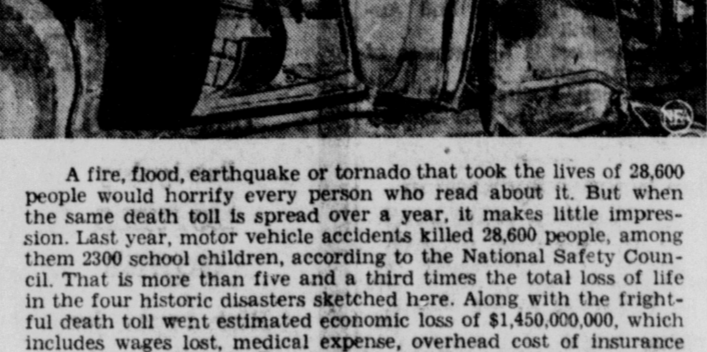 NEA
A fire, flood, earthquake or tornado that took the lives of 28,600
people would horrify every person who read about it. But when
the same death toll is spread over a year, it makes little impres-
sion. Last year, motor vehicle accidents killed 28,600 people, among
them 2300 school children, according to the National Safety Coun-
cil. That is more than five and a third times the total loss of life
in the four historic disasters sketched here. Along with the fright-
ful death toll went estimated economic loss of $1,450,000,000, which
includes wages lost, medical expense, overhead cost of insurance